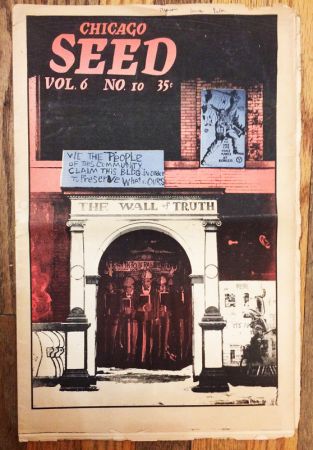 CHICAGO
SEED
VOL. 6 NO. 10 35¢
WE THE PEOPLE
OF THIS COMMUNITY
CLAIM THIS BLDG. IN ORDER
TO PRESERVE WHAT IS OURS
THE WALL of TRUTH